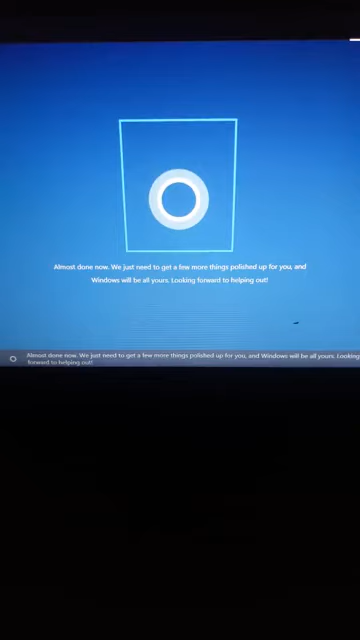 Almost done now. We just need to get a few more things polished up for you, and
Windows will be all yours. Looking forward to helping out!
Almost done now. We just need to get a few more things polished up for you, and Windows will be all yours. Looking
forward to helping out!